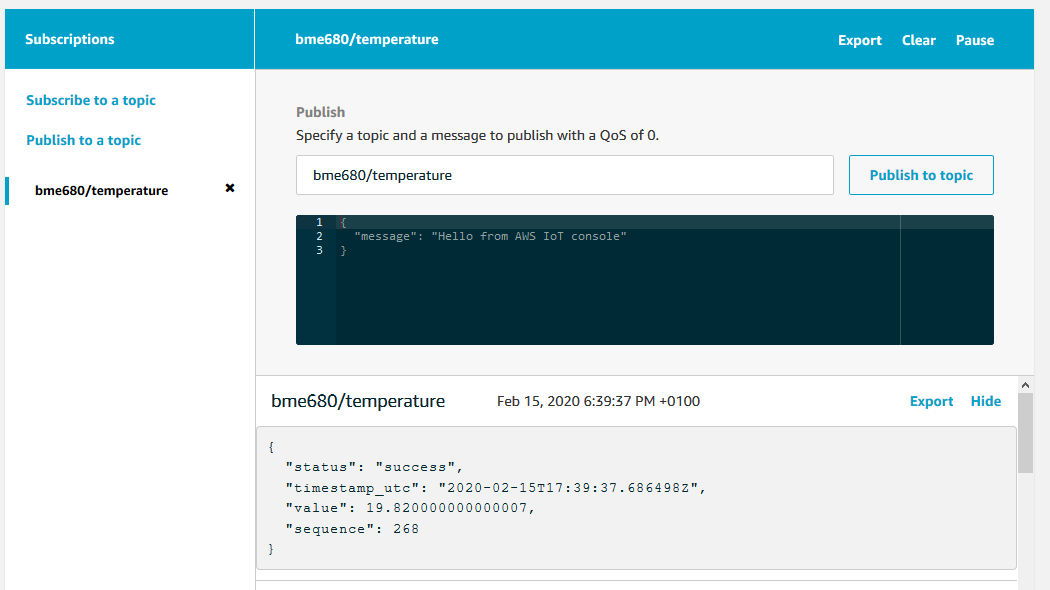 Subscriptions
bme680/temperature
Export Clear Pause
Subscribe to a topic
Publish to a topic
bme680/temperature ×
Publish
Specify a topic and a message to publish with a QoS of 0.
bme680/temperature
Publish to topic
1 {
2 "message": "Hello from AWS IoT console"
3 }
bme680/temperature Feb 15, 2020 6:39:37 PM +0100 Export Hide
{
"status": "success",
"timestamp_utc": "2020-02-15T17:39:37.686498Z",
"value": 19.820000000000007,
"sequence": 268
}